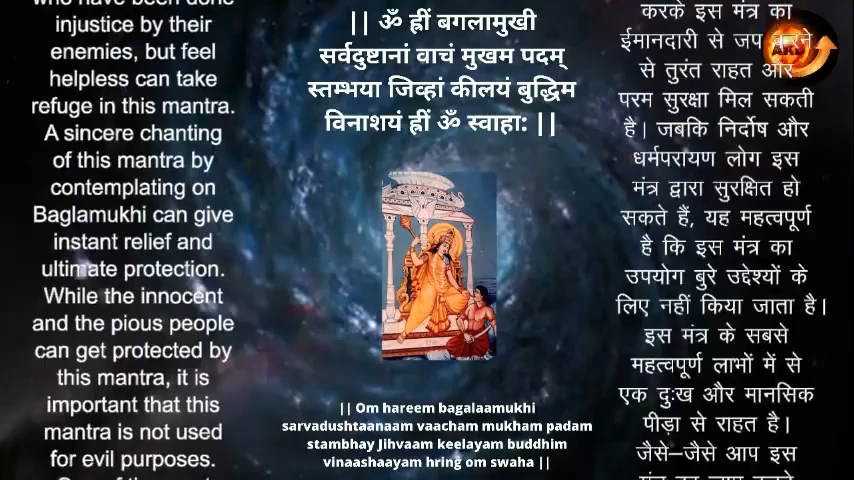 who have been done
injustice by their
enemies, but feel
helpless can take
refuge in this mantra.
A sincere chanting
of this mantra by
contemplating on
Baglamukhi can give
instant relief and
ultimate protection.
While the innocent
and the pious people
can get protected by
this mantra, it is
important that this
mantra is not used
for evil purposes.
|| ॐ ह्रीं बगलामुखी
सर्वदुष्टानां वाचं मुखम पदम्
स्तम्भया जिव्हां कीलयं बुद्धिम
विनाशयं ह्रीं ॐ स्वाहा: ||
|| Om hareem bagalaamukhi
sarvadushtaanaam vaacham mukham padam
stambhay Jihvaam keelayam buddhim
vinaashaayam hring om swaha ||
करके इस मंत्र का
ईमानदारी से जप करने
से तुरंत राहत और
परम सुरक्षा मिल सकती
है। जबकि निर्दोष और
धर्मपरायण लोग इस
मंत्र द्वारा सुरक्षित हो
सकते हैं, यह महत्वपूर्ण
है कि इस मंत्र का
उपयोग बुरे उद्देश्यों के
लिए नहीं किया जाता है।
इस मंत्र के सबसे
महत्वपूर्ण लाभों में से
एक दुःख और मानसिक
पीड़ा से राहत है।
जैसे–जैसे आप इस